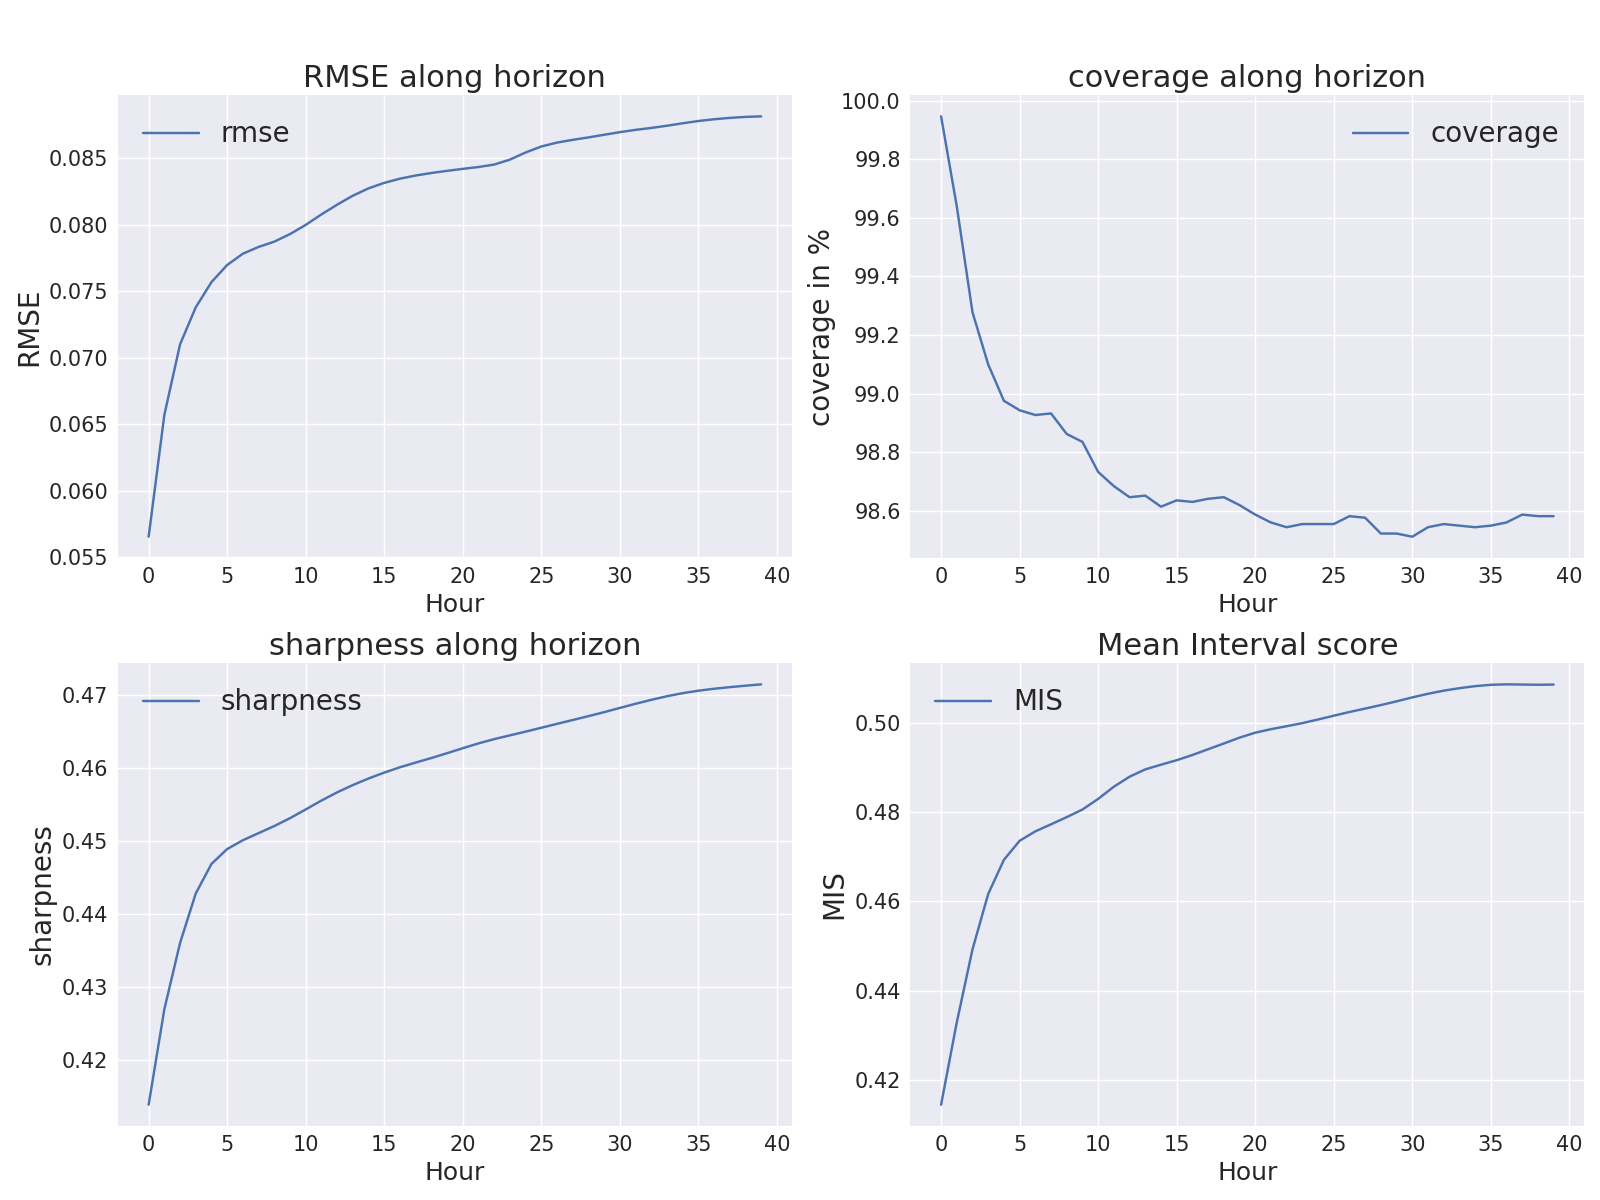 RMSE along horizon
rmse
0.085
0.080
0.075
0.070
0.065
0.060
0.055
RMSE
0 5 10 15 20 25 30 35 40
Hour
coverage along horizon
coverage
100.0
99.8
99.6
99.4
99.2
99.0
98.8
98.6
coverage in %
0 5 10 15 20 25 30 35 40
Hour
sharpness along horizon
sharpness
0.47
0.46
0.45
0.44
0.43
0.42
sharpness
0 5 10 15 20 25 30 35 40
Hour
Mean Interval score
MIS
0.50
0.48
0.46
0.44
0.42
MIS
0 5 10 15 20 25 30 35 40
Hour